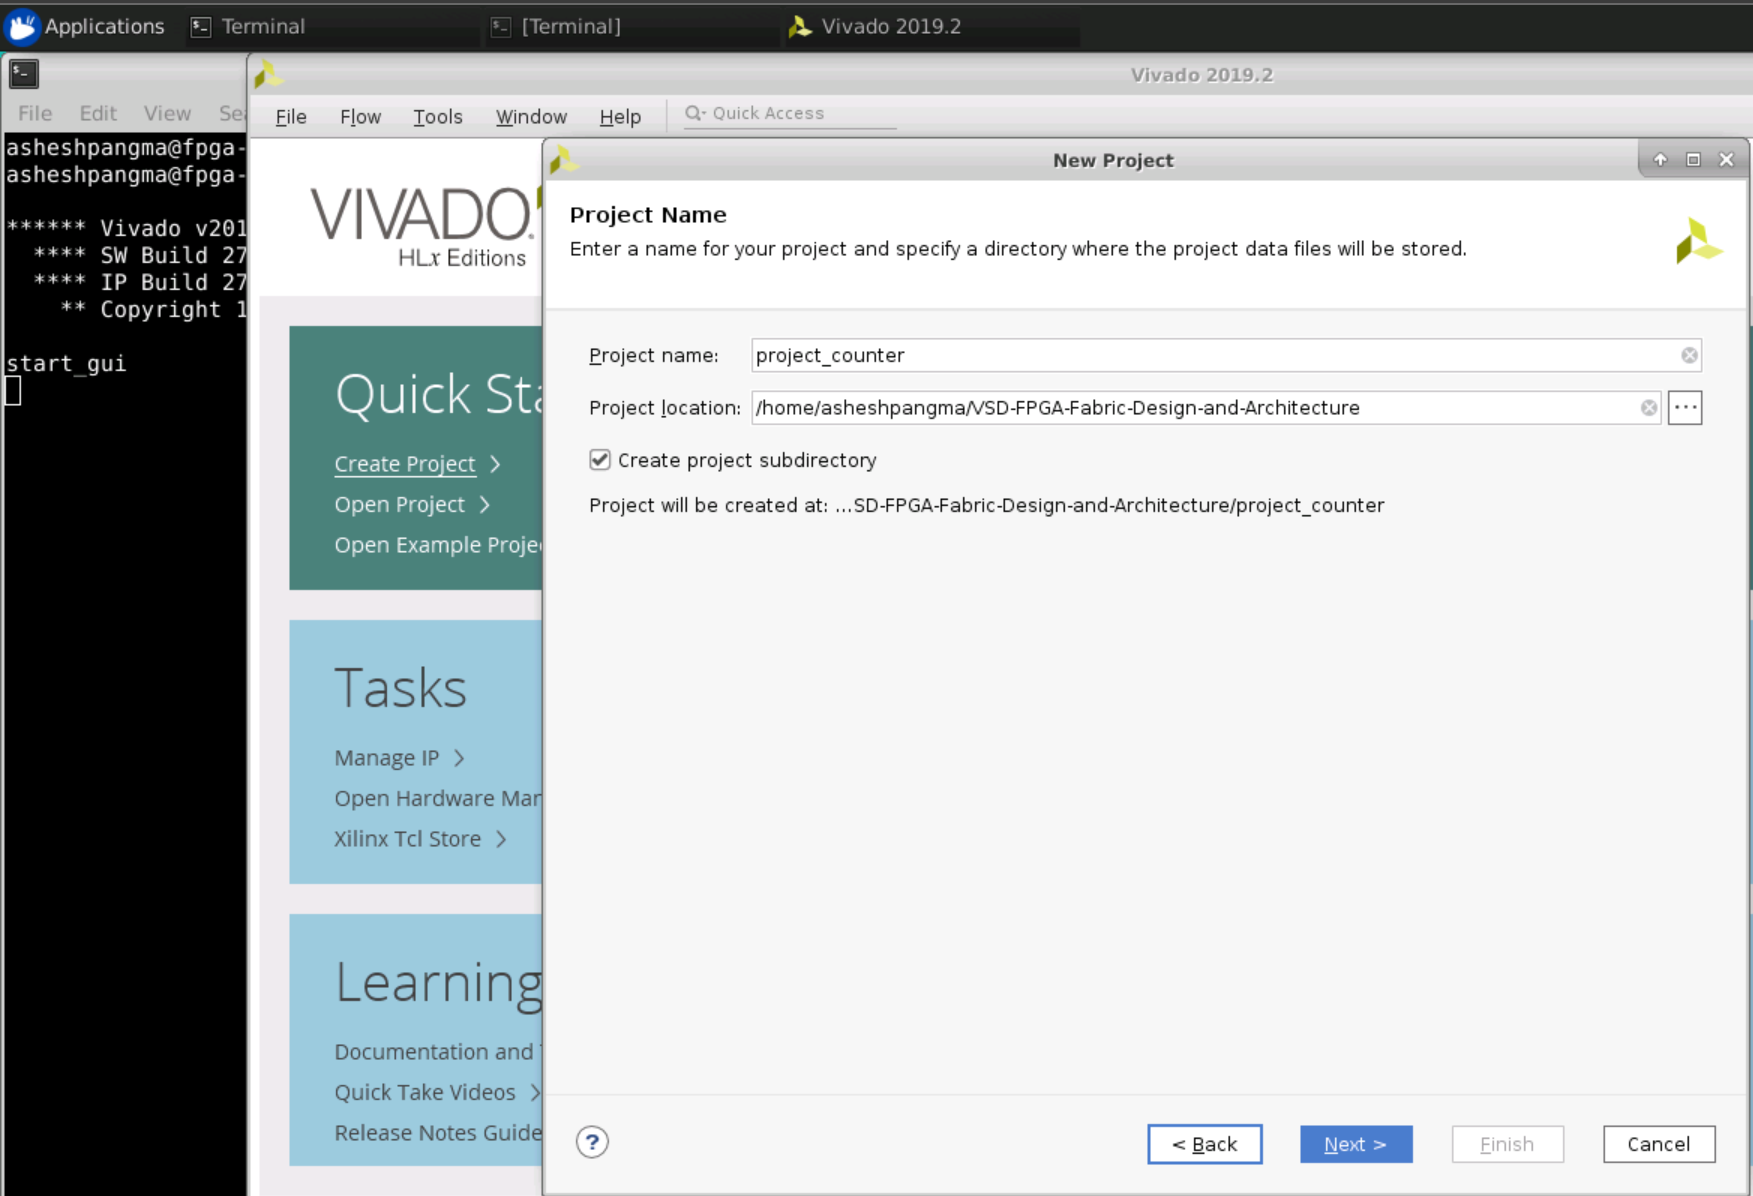 Applications
Terminal
[Terminal]
Vivado 2019.2
Vivado 2019.2
File Edit View
asheshpangma@fpga-
asheshpangma@fpga-
****** Vivado v201
**** SW Build 27
**** IP Build 27
** Copyright 1
start_gui
File Flow Tools Window Help
Quick Access
VIVADO.
HLx Editions
Quick
Create Project
Open Project
Open Example
Tasks
Manage IP
Open Hardware
Xilinx Tcl Store
Learning
Documentation and
Quick Take Videos
Release Notes Guide
New Project
Project Name
Enter a name for your project and specify a directory where the project data files will be stored.
Project name: project_counter
Project location: /home/asheshpangma/VSD-FPGA-Fabric-Design-and-Architecture
...
Create project subdirectory
Project will be created at: ...SD-FPGA-Fabric-Design-and-Architecture/project_counter
?
< Back
Next >
Finish
Cancel